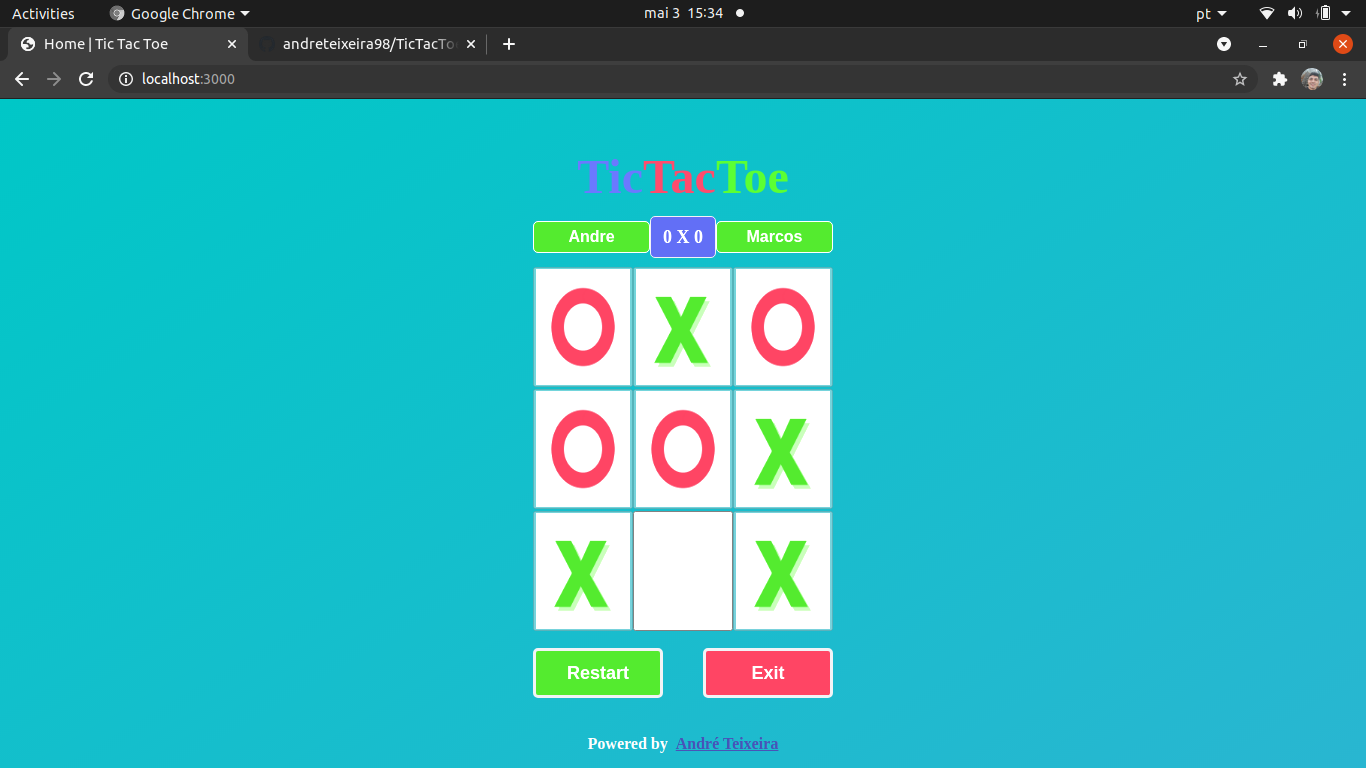 Activities Google Chrome mai 3 15:34 pt
Home | Tic Tac Toe andreteixeira98/TicTacToe
localhost:3000
TicTacToe
Andre 0 X 0 Marcos
O X O
O O X
X X
Restart Exit
Powered by André Teixeira